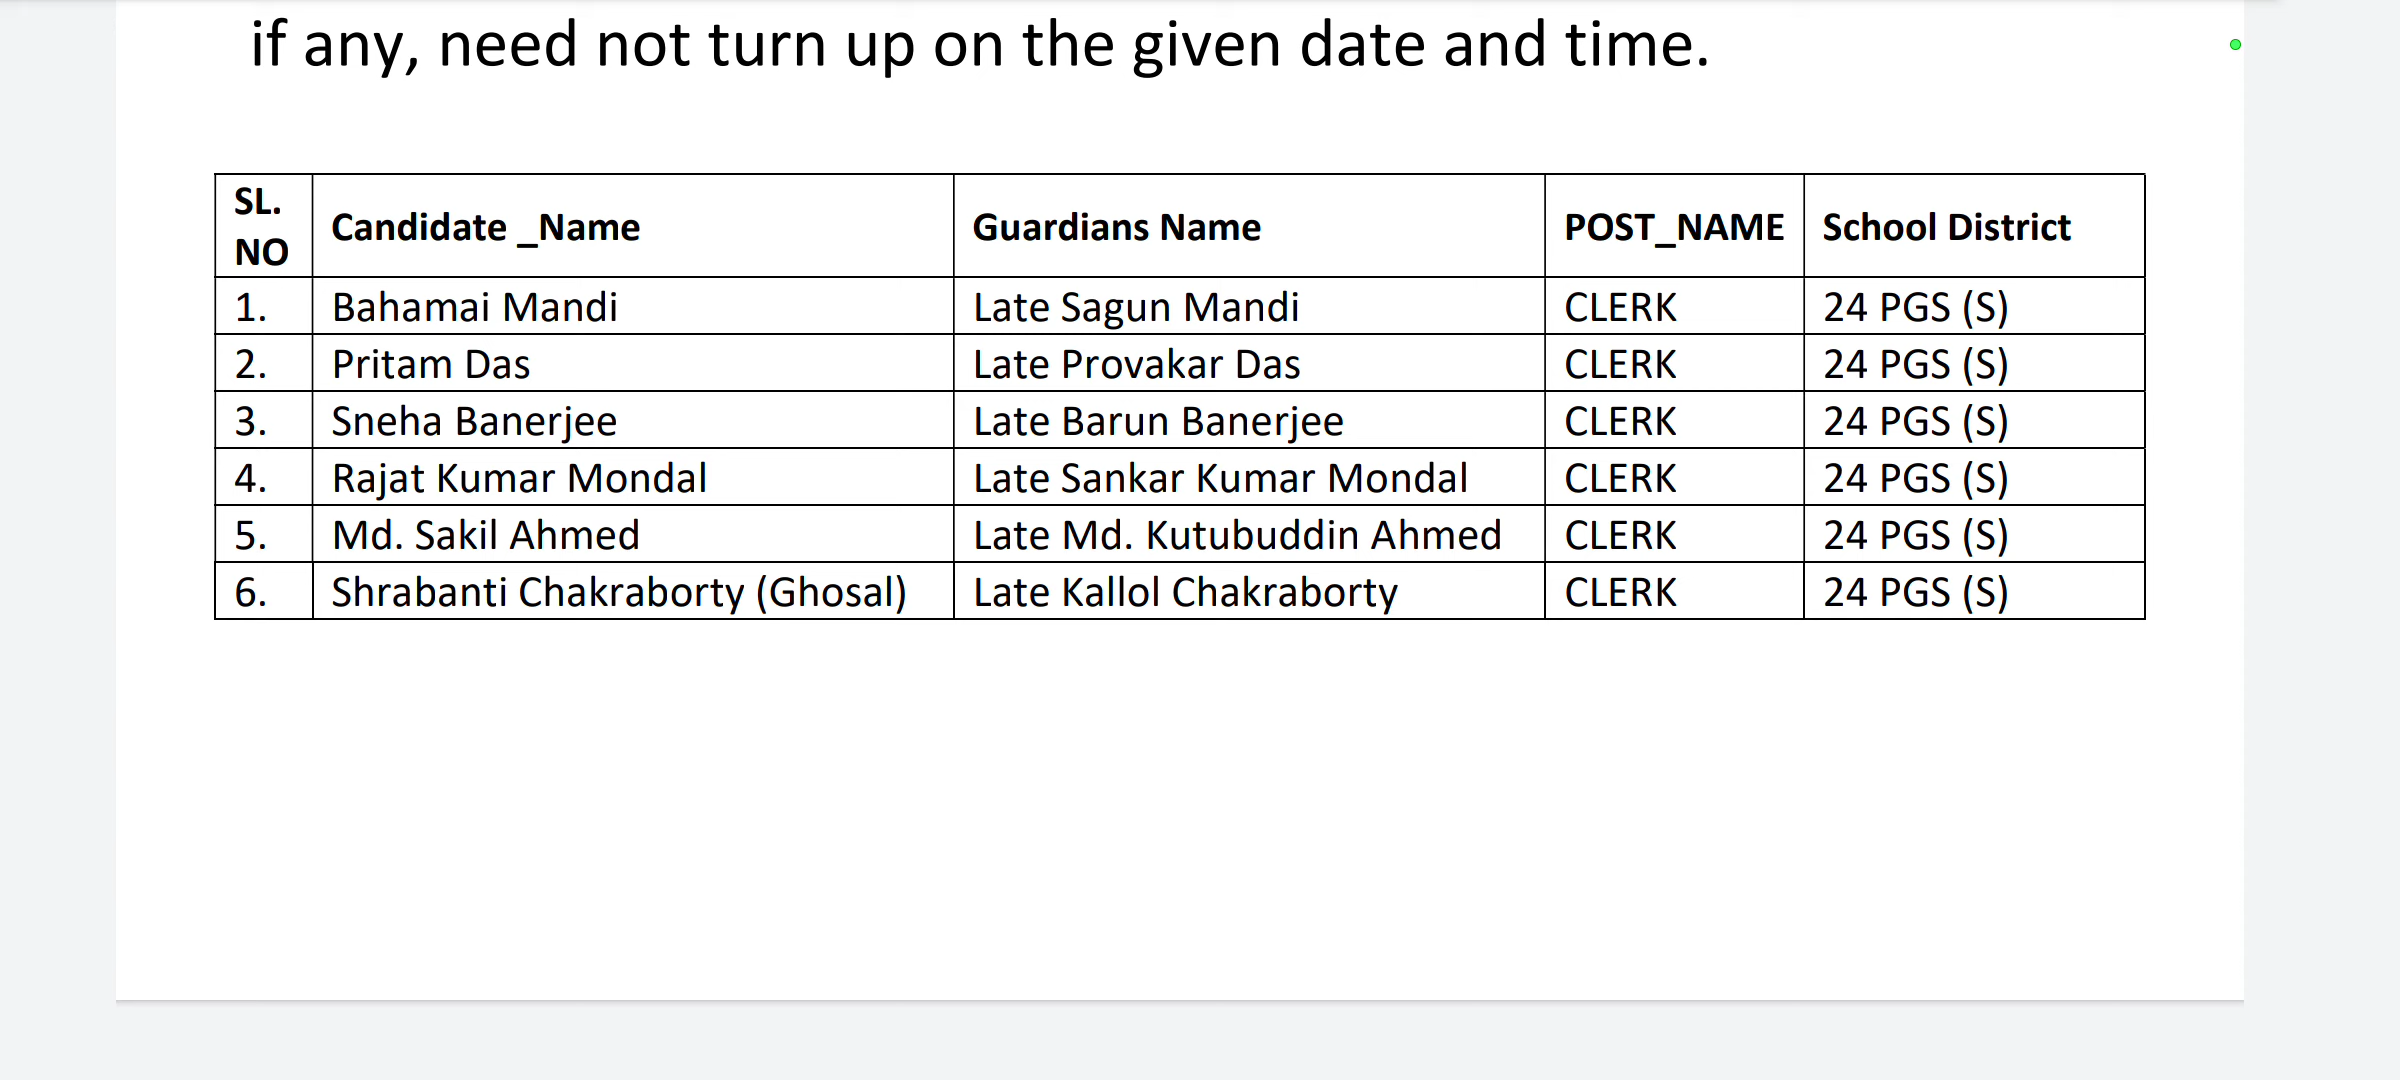 if any, need not turn up on the given date and time.
SL. NO Candidate _Name Guardians Name POST_NAME School District
1. Bahamai Mandi Late Sagun Mandi CLERK 24 PGS (S)
2. Pritam Das Late Provakar Das CLERK 24 PGS (S)
3. Sneha Banerjee Late Barun Banerjee CLERK 24 PGS (S)
4. Rajat Kumar Mondal Late Sankar Kumar Mondal CLERK 24 PGS (S)
5. Md. Sakil Ahmed Late Md. Kutubuddin Ahmed CLERK 24 PGS (S)
6. Shrabanti Chakraborty (Ghosal) Late Kallol Chakraborty CLERK 24 PGS (S)